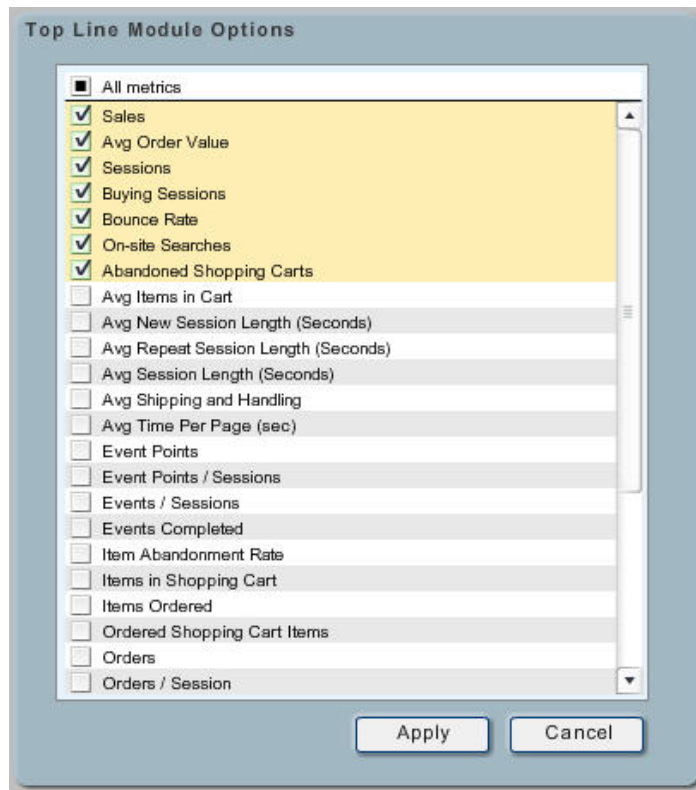 Top Line Module Options
All metrics
Sales
Avg Order Value
Sessions
Buying Sessions
Bounce Rate
On-site Searches
Abandoned Shopping Carts
Avg Items in Cart
Avg New Session Length (Seconds)
Avg Repeat Session Length (Seconds)
Avg Session Length (Seconds)
Avg Shipping and Handling
Avg Time Per Page (sec)
Event Points
Event Points / Sessions
Events / Sessions
Events Completed
Item Abandonment Rate
Items in Shopping Cart
Items Ordered
Ordered Shopping Cart Items
Orders
Orders / Session
Apply Cancel